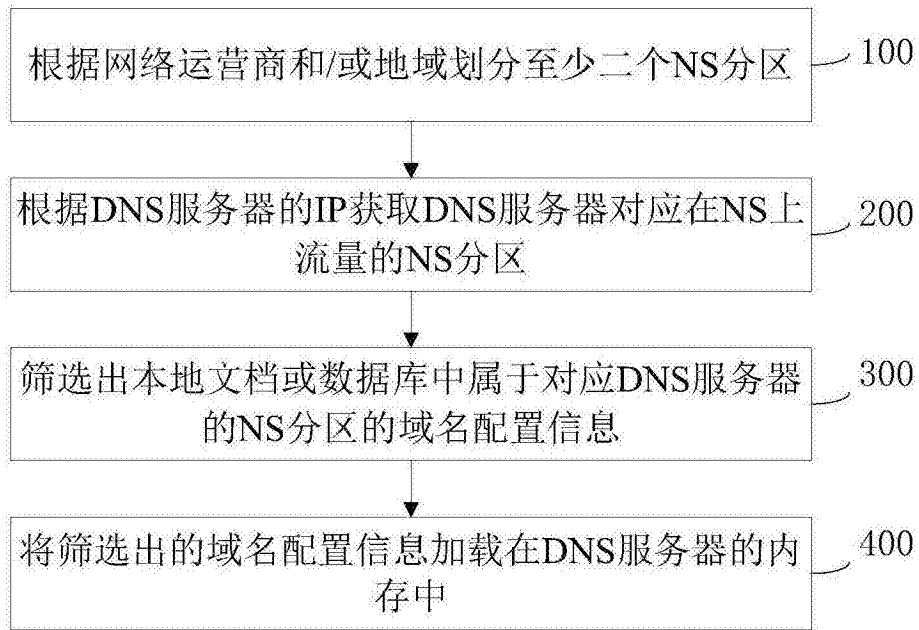 根据网络运营商和/或地域划分至少二个NS分区
100
根据DNS服务器的IP获取DNS服务器对应在NS上
流量的NS分区
200
筛选出本地文档或数据库中属于对应DNS服务器
的NS分区的域名配置信息
300
将筛选出的域名配置信息加载在DNS服务器的内
存中
400